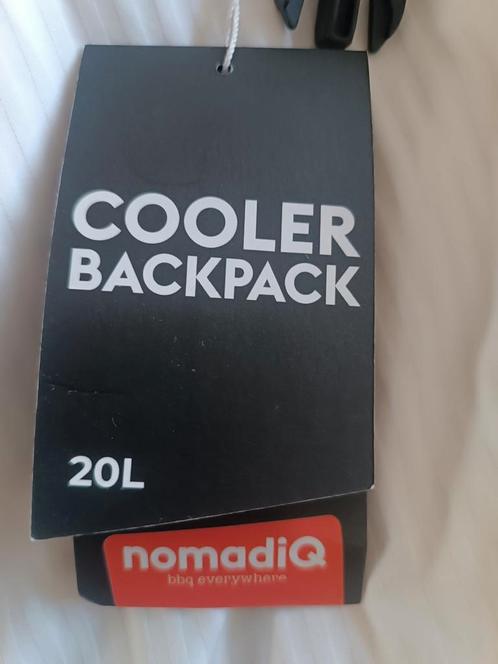 COOLER
BACKPACK
20L
nomadiQ
bbq everywhere